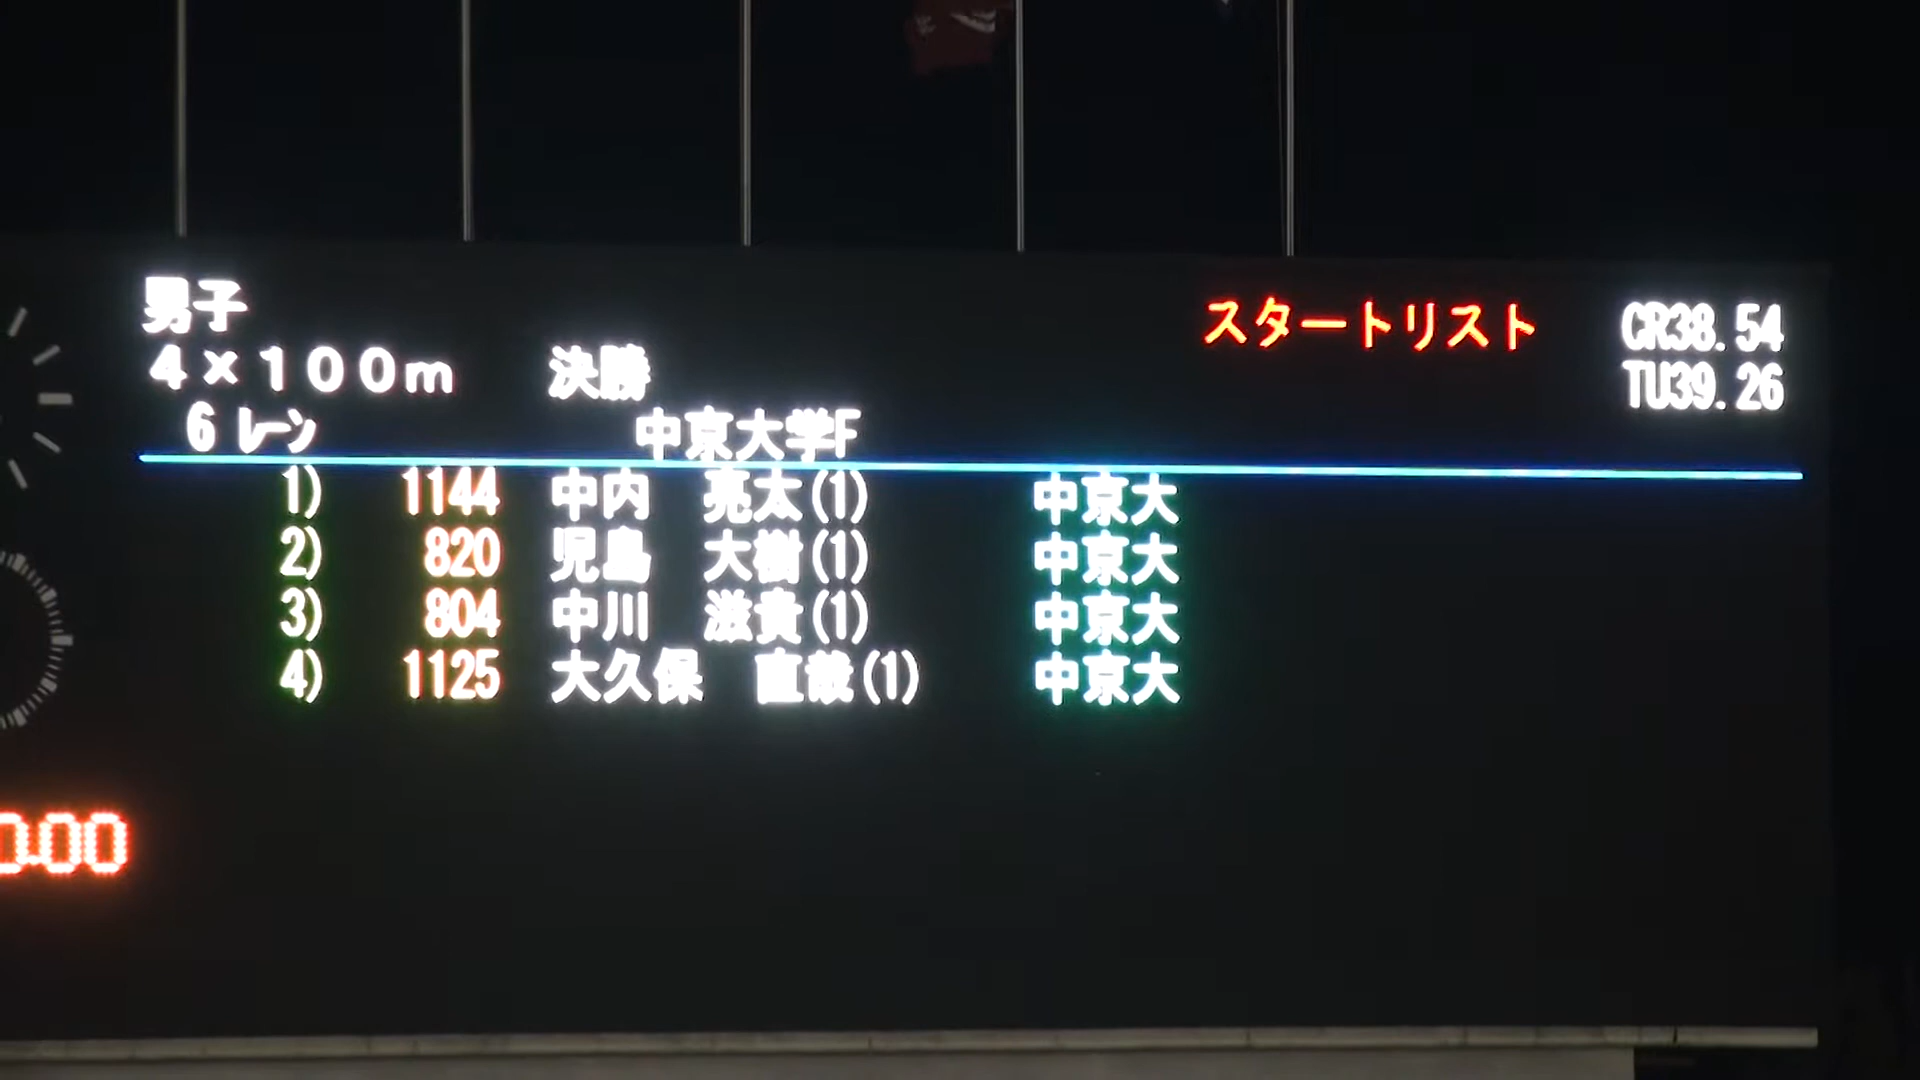 男子
4×100m 決勝
スタートリスト
GR38.54
TU39.26
6 レーン 中京大学F
1) 1144 中内 亮太(1) 中京大
2) 820 児島 大樹(1) 中京大
3) 804 中川 滋貴(1) 中京大
4) 1125 大久保 直哉(1) 中京大
0.00